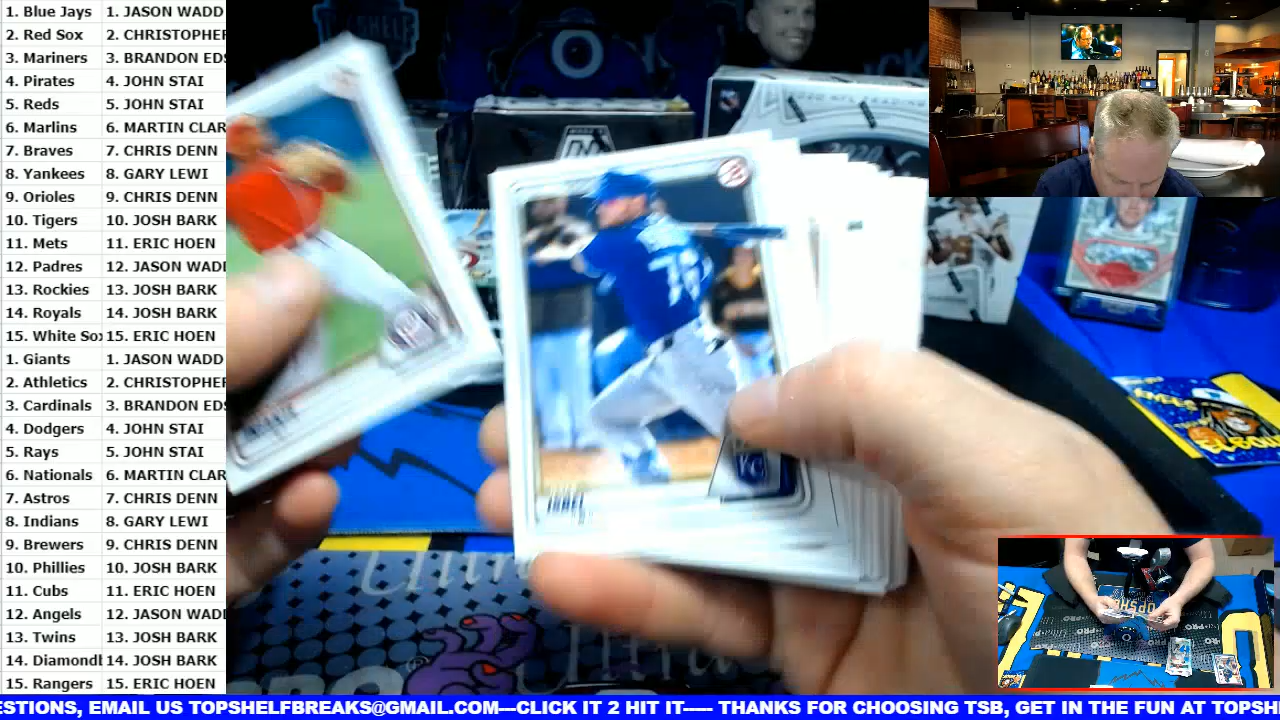 1. Blue Jays 1. JASON WADD
2. Red Sox 2. CHRISTOPHER
3. Mariners 3. BRANDON EDS
4. Pirates 4. JOHN STAI
5. Reds 5. JOHN STAI
6. Marlins 6. MARTIN CLAR
7. Braves 7. CHRIS DENN
8. Yankees 8. GARY LEWI
9. Orioles 9. CHRIS DENN
10. Tigers 10. JOSH BARK
11. Mets 11. ERIC HOEN
12. Padres 12. JASON WADD
13. Rockies 13. JOSH BARK
14. Royals 14. JOSH BARK
15. White Sox 15. ERIC HOEN
1. Giants 1. JASON WADD
2. Athletics 2. CHRISTOPHER
3. Cardinals 3. BRANDON EDS
4. Dodgers 4. JOHN STAI
5. Rays 5. JOHN STAI
6. Nationals 6. MARTIN CLAR
7. Astros 7. CHRIS DENN
8. Indians 8. GARY LEWI
9. Brewers 9. CHRIS DENN
10. Phillies 10. JOSH BARK
11. Cubs 11. ERIC HOEN
12. Angels 12. JASON WADD
13. Twins 13. JOSH BARK
14. Diamond 14. JOSH BARK
15. Rangers 15. ERIC HOEN
76
KC
ESTIONS, EMAIL US TOPSHELFBREAKS@GMAIL.COM---CLICK IT 2 HIT IT----- THANKS FOR CHOOSING TSB, GET IN THE FUN AT TOPSH